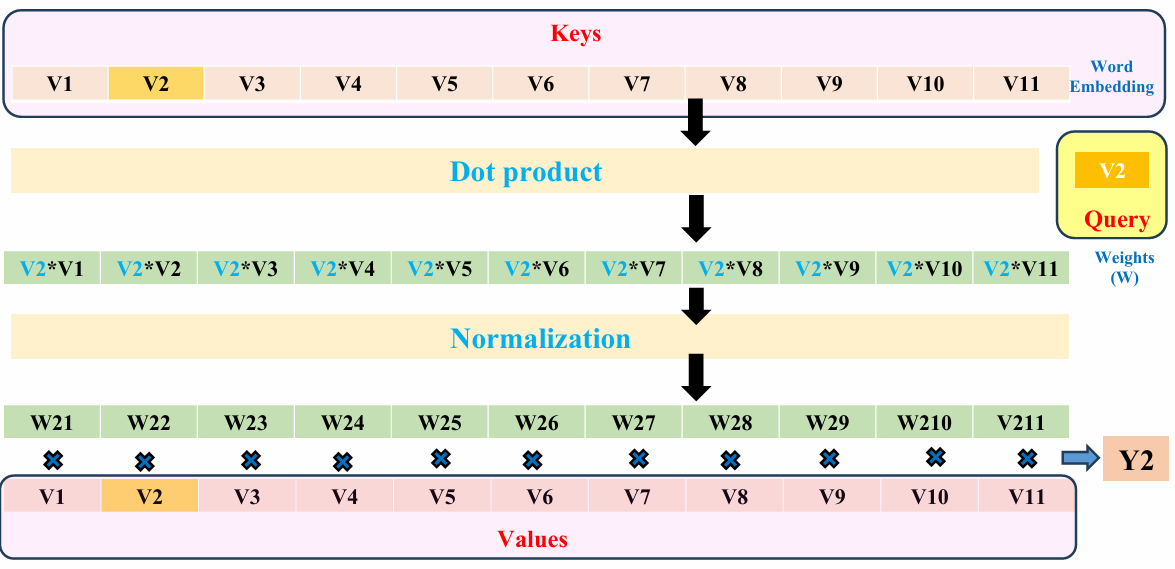 Keys
V1 V2 V3 V4 V5 V6 V7 V8 V9 V10 V11
Word
Embedding
Dot product
V2
Query
V2*V1 V2*V2 V2*V3 V2*V4 V2*V5 V2*V6 V2*V7 V2*V8 V2*V9 V2*V10 V2*V11
Weights
(W)
Normalization
W21 W22 W23 W24 W25 W26 W27 W28 W29 W210 V211
Y2
V1 V2 V3 V4 V5 V6 V7 V8 V9 V10 V11
Values